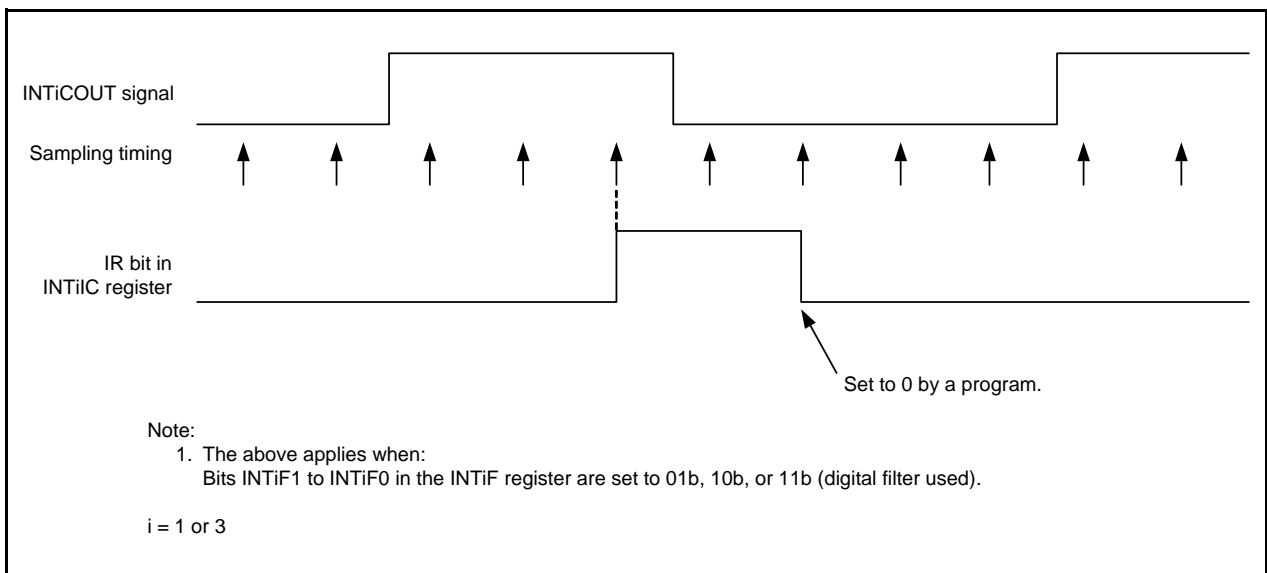 INTiCOUT signal
Sampling timing
IR bit in
INTiIC register
Set to 0 by a program.
Note:
1. The above applies when:
Bits INTiF1 to INTiF0 in the INTiF register are set to 01b, 10b, or 11b (digital filter used).
i = 1 or 3